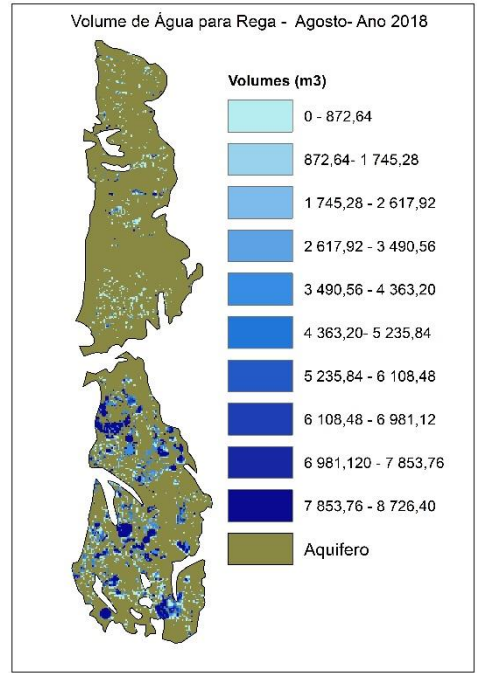 Volume de Água para Rega - Agosto- Ano 2018
Volumes (m3)
0 - 872,64
872,64- 1 745,28
1 745,28 - 2 617,92
2 617,92 - 3 490,56
3 490,56 - 4 363,20
4 363,20- 5 235,84
5 235,84 - 6 108,48
6 108,48 - 6 981,12
6 981,120 - 7 853,76
7 853,76 - 8 726,40
Aquifero